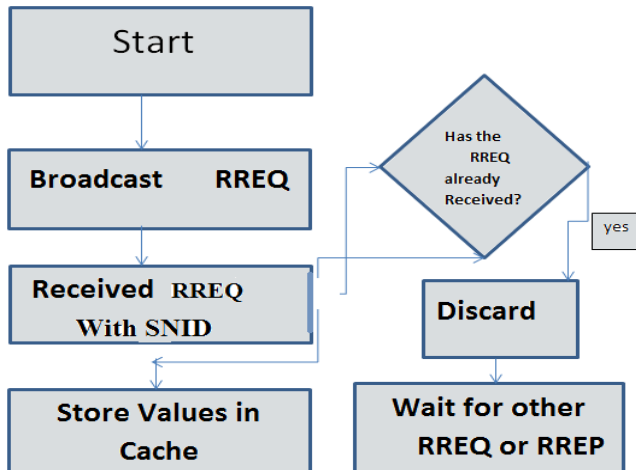 Start
Broadcast RREQ
Received RREQ
With SNID
Store Values in
Cache
Has the
RREQ
already
Received?
yes
Discard
Wait for other
RREQ or RREP